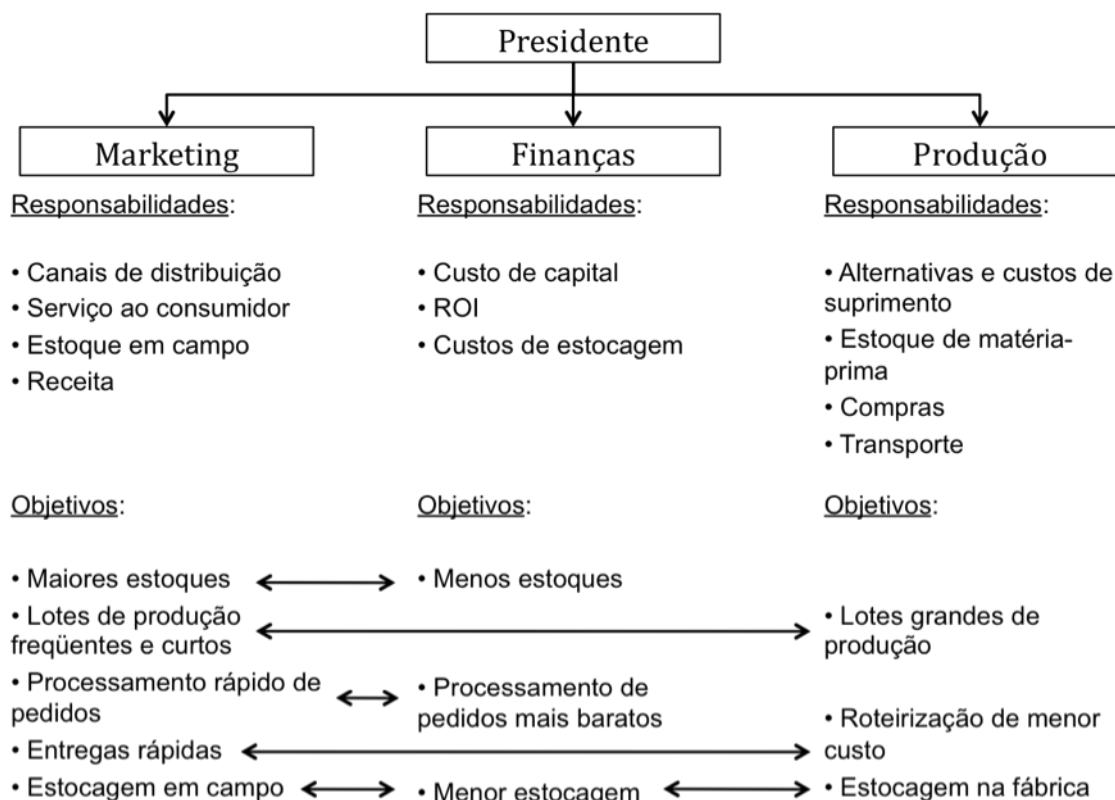 Presidente
Marketing
Finanças
Produção
Responsabilidades:
• Canais de distribuição
• Serviço ao consumidor
• Estoque em campo
• Receita
Responsabilidades:
• Custo de capital
• ROI
• Custos de estocagem
Responsabilidades:
• Alternativas e custos de
suprimento
• Estoque de matéria-
prima
• Compras
• Transporte
Objetivos:
• Maiores estoques
• Lotes de produção
freqüentes e curtos
• Processamento rápido de
pedidos
• Entregas rápidas
• Estocagem em campo
Objetivos:
• Menos estoques
• Processamento de
pedidos mais baratos
• Menor estocagem
Objetivos:
• Lotes grandes de
produção
• Roteirização de menor
custo
• Estocagem na fábrica